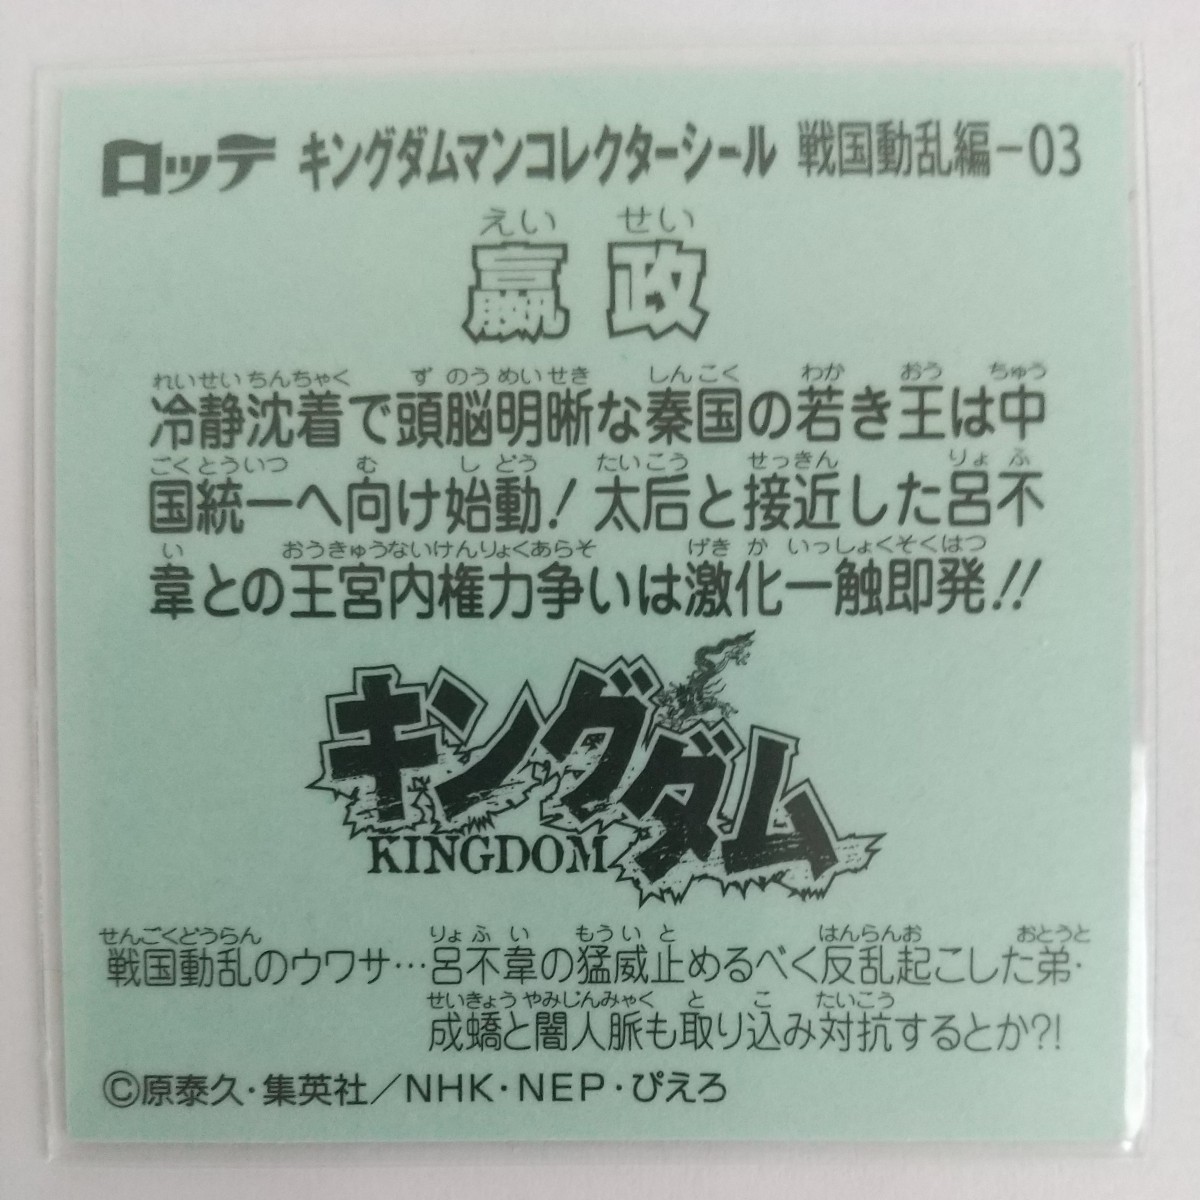 ロッテ キングダムマンコレクターシール 戦国動乱編-03
えい せい
嬴政
れいせいちんちゃく ずのうめいせき しんこく わか おう ちゅう
冷静沈着で頭脳明晰な秦国の若き王は中
ごくとういつ む しどう たいこう せっきん りょふ
国統一へ向け始動!太后と接近した呂不
い おうきゅうないけんりょくあらそ げきか いっしょくそくはつ
韋との王宮内権力争いは激化一触即発!!
キングダム
KINGDOM
せんごくどうらん りょふい もうい と はんらんお おとうと
戦国動乱のウワサ…呂不韋の猛威止めるべく反乱起こした弟・
せいきょう やみじんみゃく と こ たいこう
成蟜と闇人脈も取り込み対抗するとか?!
©原泰久・集英社/NHK・NEP・ぴえろ